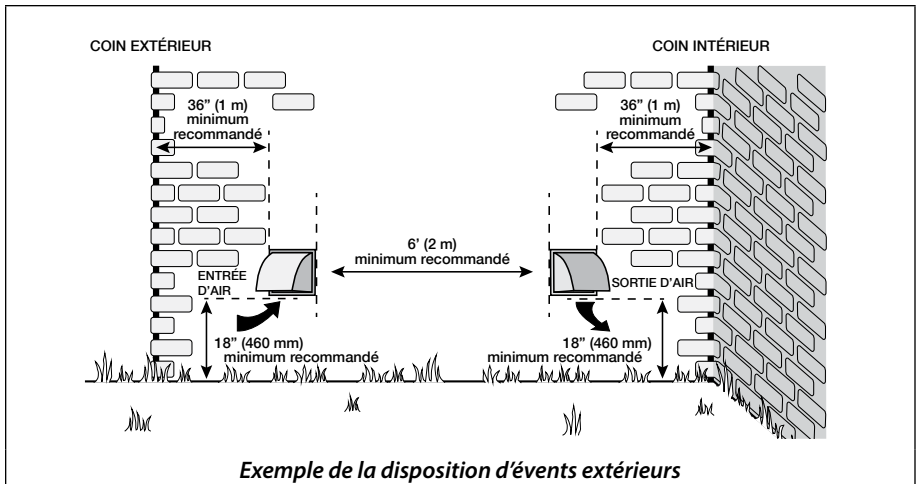 COIN EXTÉRIEUR
COIN INTÉRIEUR
36" (1 m)
minimum
recommandé
36" (1 m)
minimum
recommandé
6' (2 m)
minimum recommandé
ENTRÉE
D'AIR
SORTIE D'AIR
18" (460 mm)
minimum recommandé
18" (460 mm)
minimum recommandé
Exemple de la disposition d'évents extérieurs